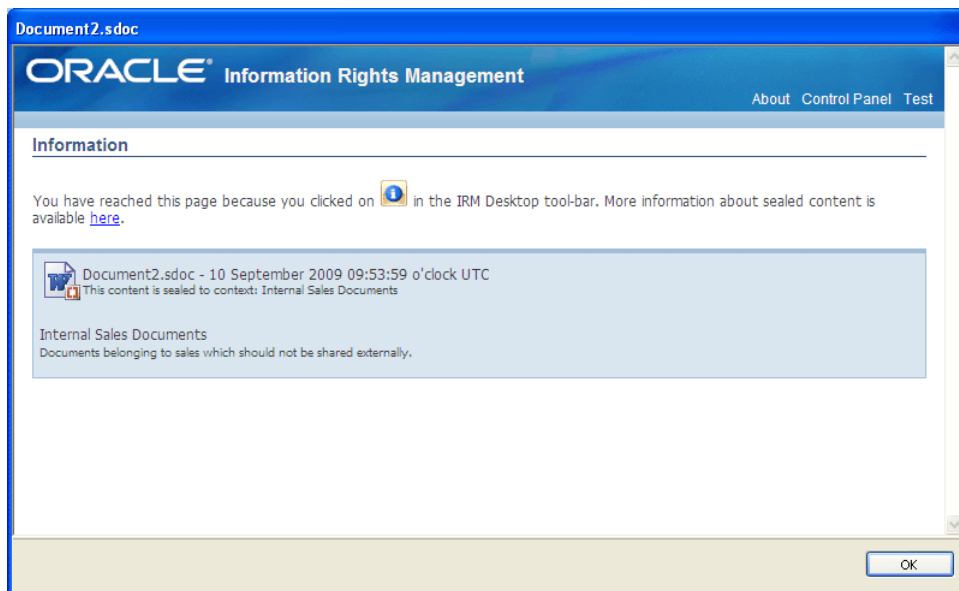 Document2.sdoc
ORACLE® Information Rights Management
About Control Panel Test
Information
You have reached this page because you clicked on in the IRM Desktop tool-bar. More information about sealed content is
available here.
Document2.sdoc - 10 September 2009 09:53:59 o'clock UTC
This content is sealed to context: Internal Sales Documents
Internal Sales Documents
Documents belonging to sales which should not be shared externally.
OK